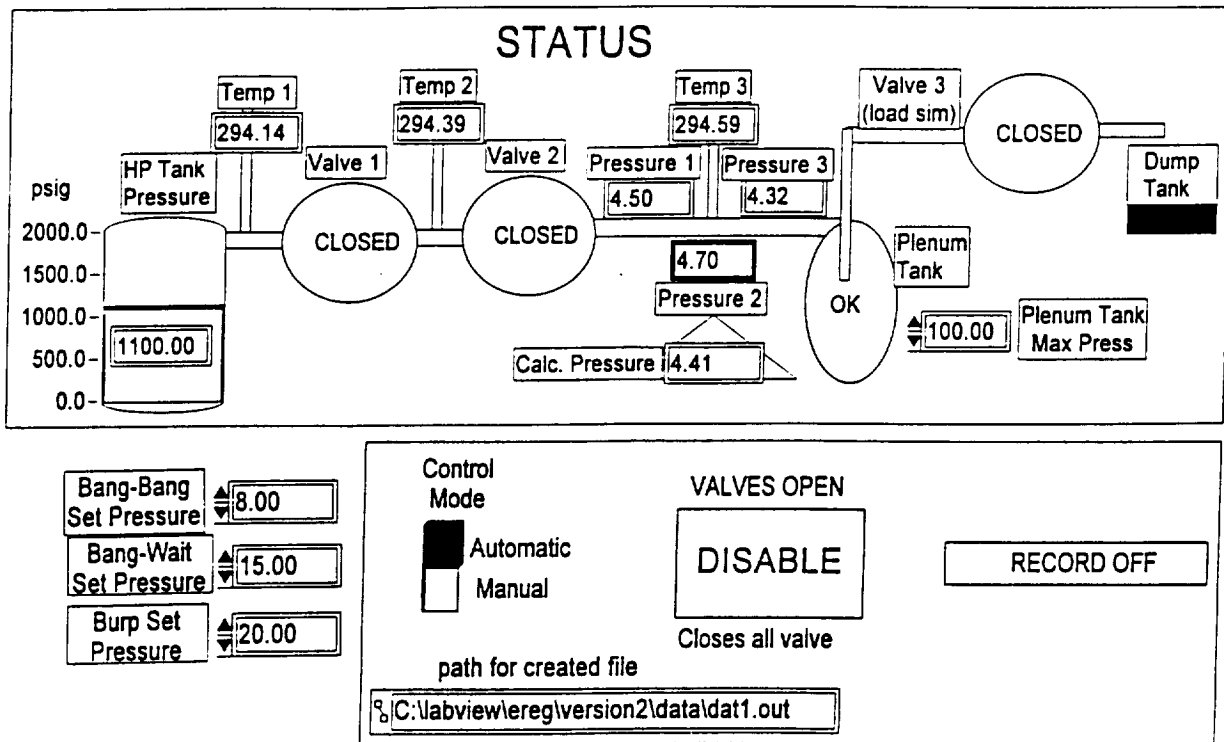 STATUS
Temp 1
294.14
Temp 2
294.39
Temp 3
294.59
Valve 3
(load sim)
CLOSED
HP Tank
Pressure
Valve 1
Valve 2
Pressure 1
4.50
Pressure 3
4.32
Dump
Tank
psig
2000.0
1500.0
1000.0
500.0
0.0
1100.00
CLOSED
CLOSED
4.70
Pressure 2
Calc. Pressure
4.41
OK
Plenum
Tank
100.00
Plenum Tank
Max Press
Bang-Bang
Set Pressure
8.00
Bang-Wait
Set Pressure
15.00
Burp Set
Pressure
20.00
Control
Mode
Automatic
Manual
VALVES OPEN
DISABLE
Closes all valve
RECORD OFF
path for created file
C:\labview\ereg\version2\data\dat1.out